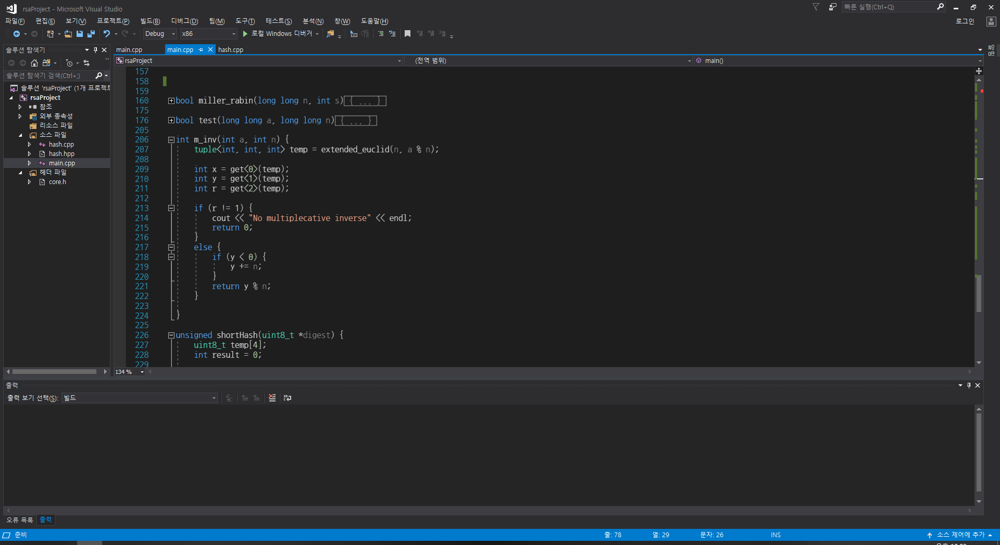 rsaProject - Microsoft Visual Studio
빠른 실행(Ctrl+Q)
파일(F) 편집(E) 보기(V) 프로젝트(P) 빌드(B) 디버그(D) 팀(M) 도구(T) 테스트(S) 분석(N) 창(W) 도움말(H)
로그인
Debug x86 로컬 Windows 디버거
솔루션 탐색기
솔루션 탐색기 검색(Ctrl+;)
솔루션 'rsaProject' (1개 프로젝트
rsaProject
참조
외부 종속성
리소스 파일
소스 파일
hash.cpp
hash.hpp
main.cpp
헤더 파일
core.h
main.cpp main.cpp hash.cpp
rsaProject (전역 범위) main()
157
158
159
160 bool miller_rabin(long long n, int s){ ... }
175
176 bool test(long long a, long long n){ ... }
205
206 int m_inv(int a, int n) {
207 tuple<int, int, int> temp = extended_euclid(n, a % n);
208
209 int x = get<0>(temp);
210 int y = get<1>(temp);
211 int r = get<2>(temp);
212
213 if (r != 1) {
214 cout << "No multiplecative inverse" << endl;
215 return 0;
216 }
217 else {
218 if (y < 0) {
219 y += n;
220 }
221 return y % n;
222 }
223
224 }
225
226 unsigned shortHash(uint8_t *digest) {
227 uint8_t temp[4];
228 int result = 0;
229
134 %
출력
출력 보기 선택(S): 빌드
오류 목록 출력
준비 줄: 78 열: 29 문자: 26 INS 소스 제어에 추가